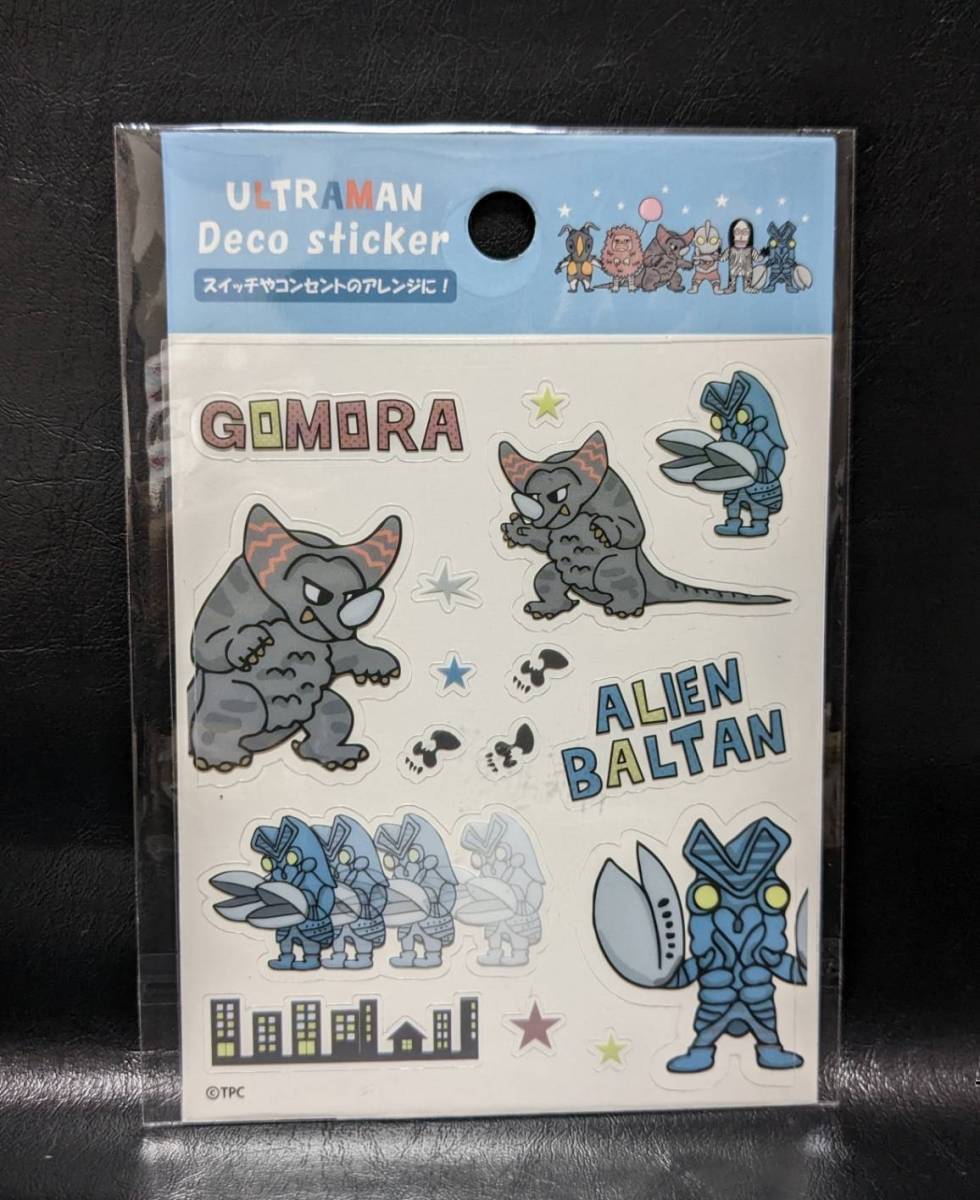 ULTRAMAN
Deco sticker
スイッチやコンセントのアレンジに!
GOMORA
ALIEN
BALTAN
©TPC